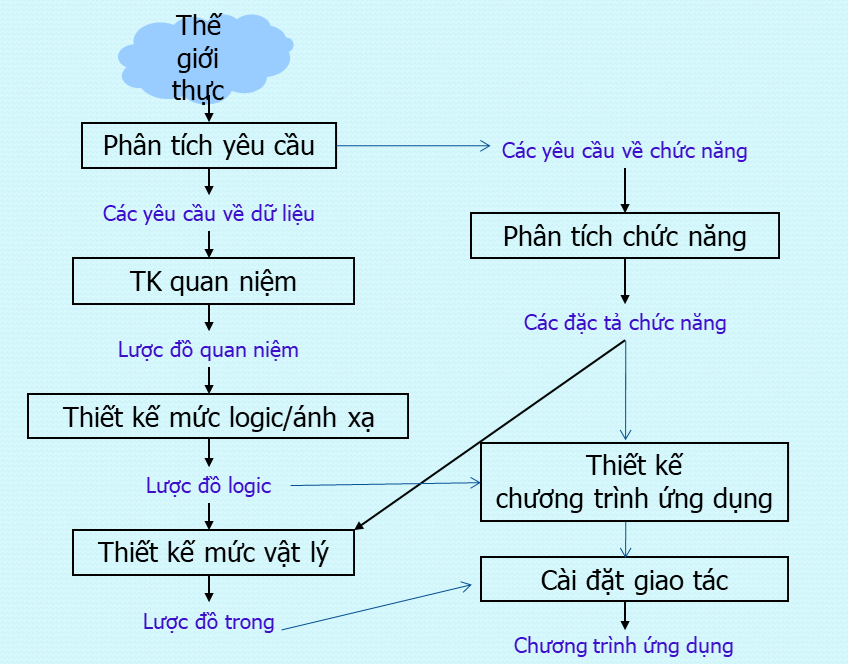 Thế
giới
thực
Phân tích yêu cầu
Các yêu cầu về chức năng
Các yêu cầu về dữ liệu
Phân tích chức năng
TK quan niệm
Các đặc tả chức năng
Lược đồ quan niệm
Thiết kế mức logic/ánh xạ
Thiết kế
chương trình ứng dụng
Lược đồ logic
Thiết kế mức vật lý
Cài đặt giao tác
Lược đồ trong
Chương trình ứng dụng